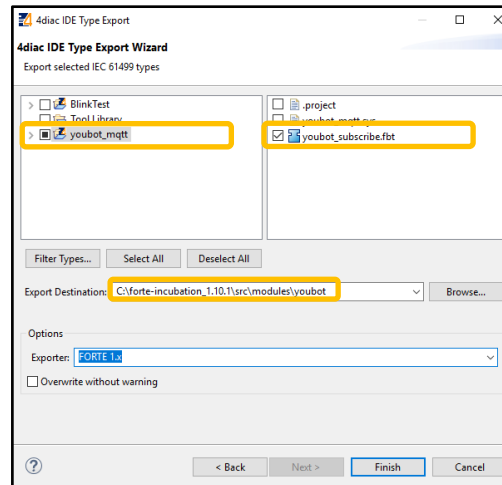 4diac IDE Type Export
4diac IDE Type Export Wizard
Export selected IEC 61499 types
BlinkTest
Tool Library
youbot_mqtt
.project
youbot_mqtt.sys
youbot_subscribe.fbt
Filter Types...
Select All
Deselect All
Export Destination:
C:\forte-incubation_1.10.1\src\modules\youbot
Browse...
Options
Exporter:
FORTE 1.x
Overwrite without warning
?
< Back
Next >
Finish
Cancel